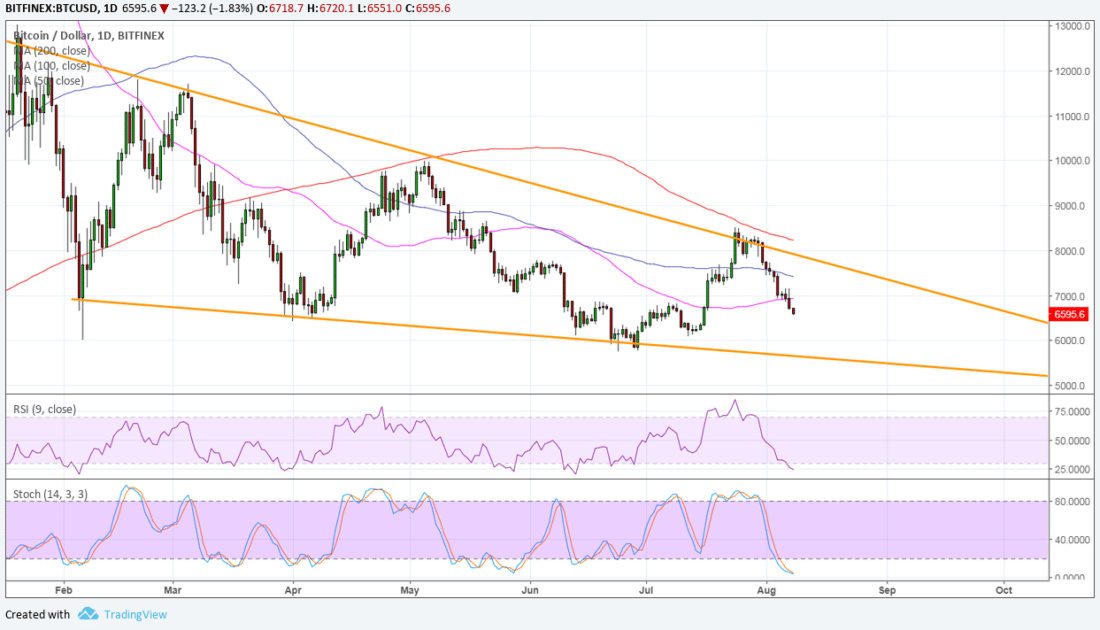 BITFINEX:BTCUSD, 1D 6595.6 ▼ −123.2 (−1.83%) O:6718.7 H:6720.1 L:6551.0 C:6595.6
Bitcoin / Dollar, 1D, BITFINEX
MA (200, close)
MA (100, close)
MA (50, close)
13000.0
12000.0
11000.0
10000.0
9000.0
8000.0
7000.0
6595.6
6000.0
5000.0
RSI (9, close)
75.0000
50.0000
25.0000
Stoch (14, 3, 3)
80.0000
40.0000
0.0000
Feb Mar Apr May Jun Jul Aug Sep Oct
Created with TradingView